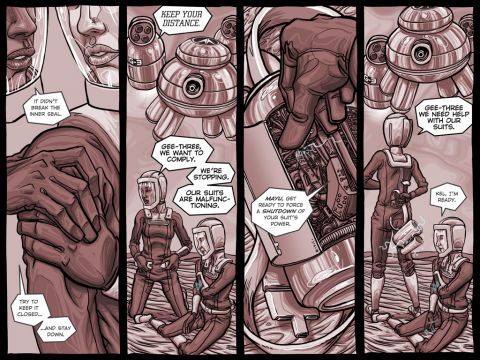 IT DIDN'T
BREAK THE
INNER SEAL.
TRY TO
KEEP IT
CLOSED...
...AND STAY
DOWN.
KEEP YOUR
DISTANCE.
GEE-THREE,
WE WANT TO
COMPLY.
WE'RE
STOPPING.
OUR SUITS
ARE MALFUNC-
TIONING.
MAYU, GET
READY TO FORCE
A SHUTDOWN OF
YOUR SUIT'S
POWER.
GEE-THREE
WE NEED HELP
WITH OUR
SUITS.
KEL, I'M
READY.